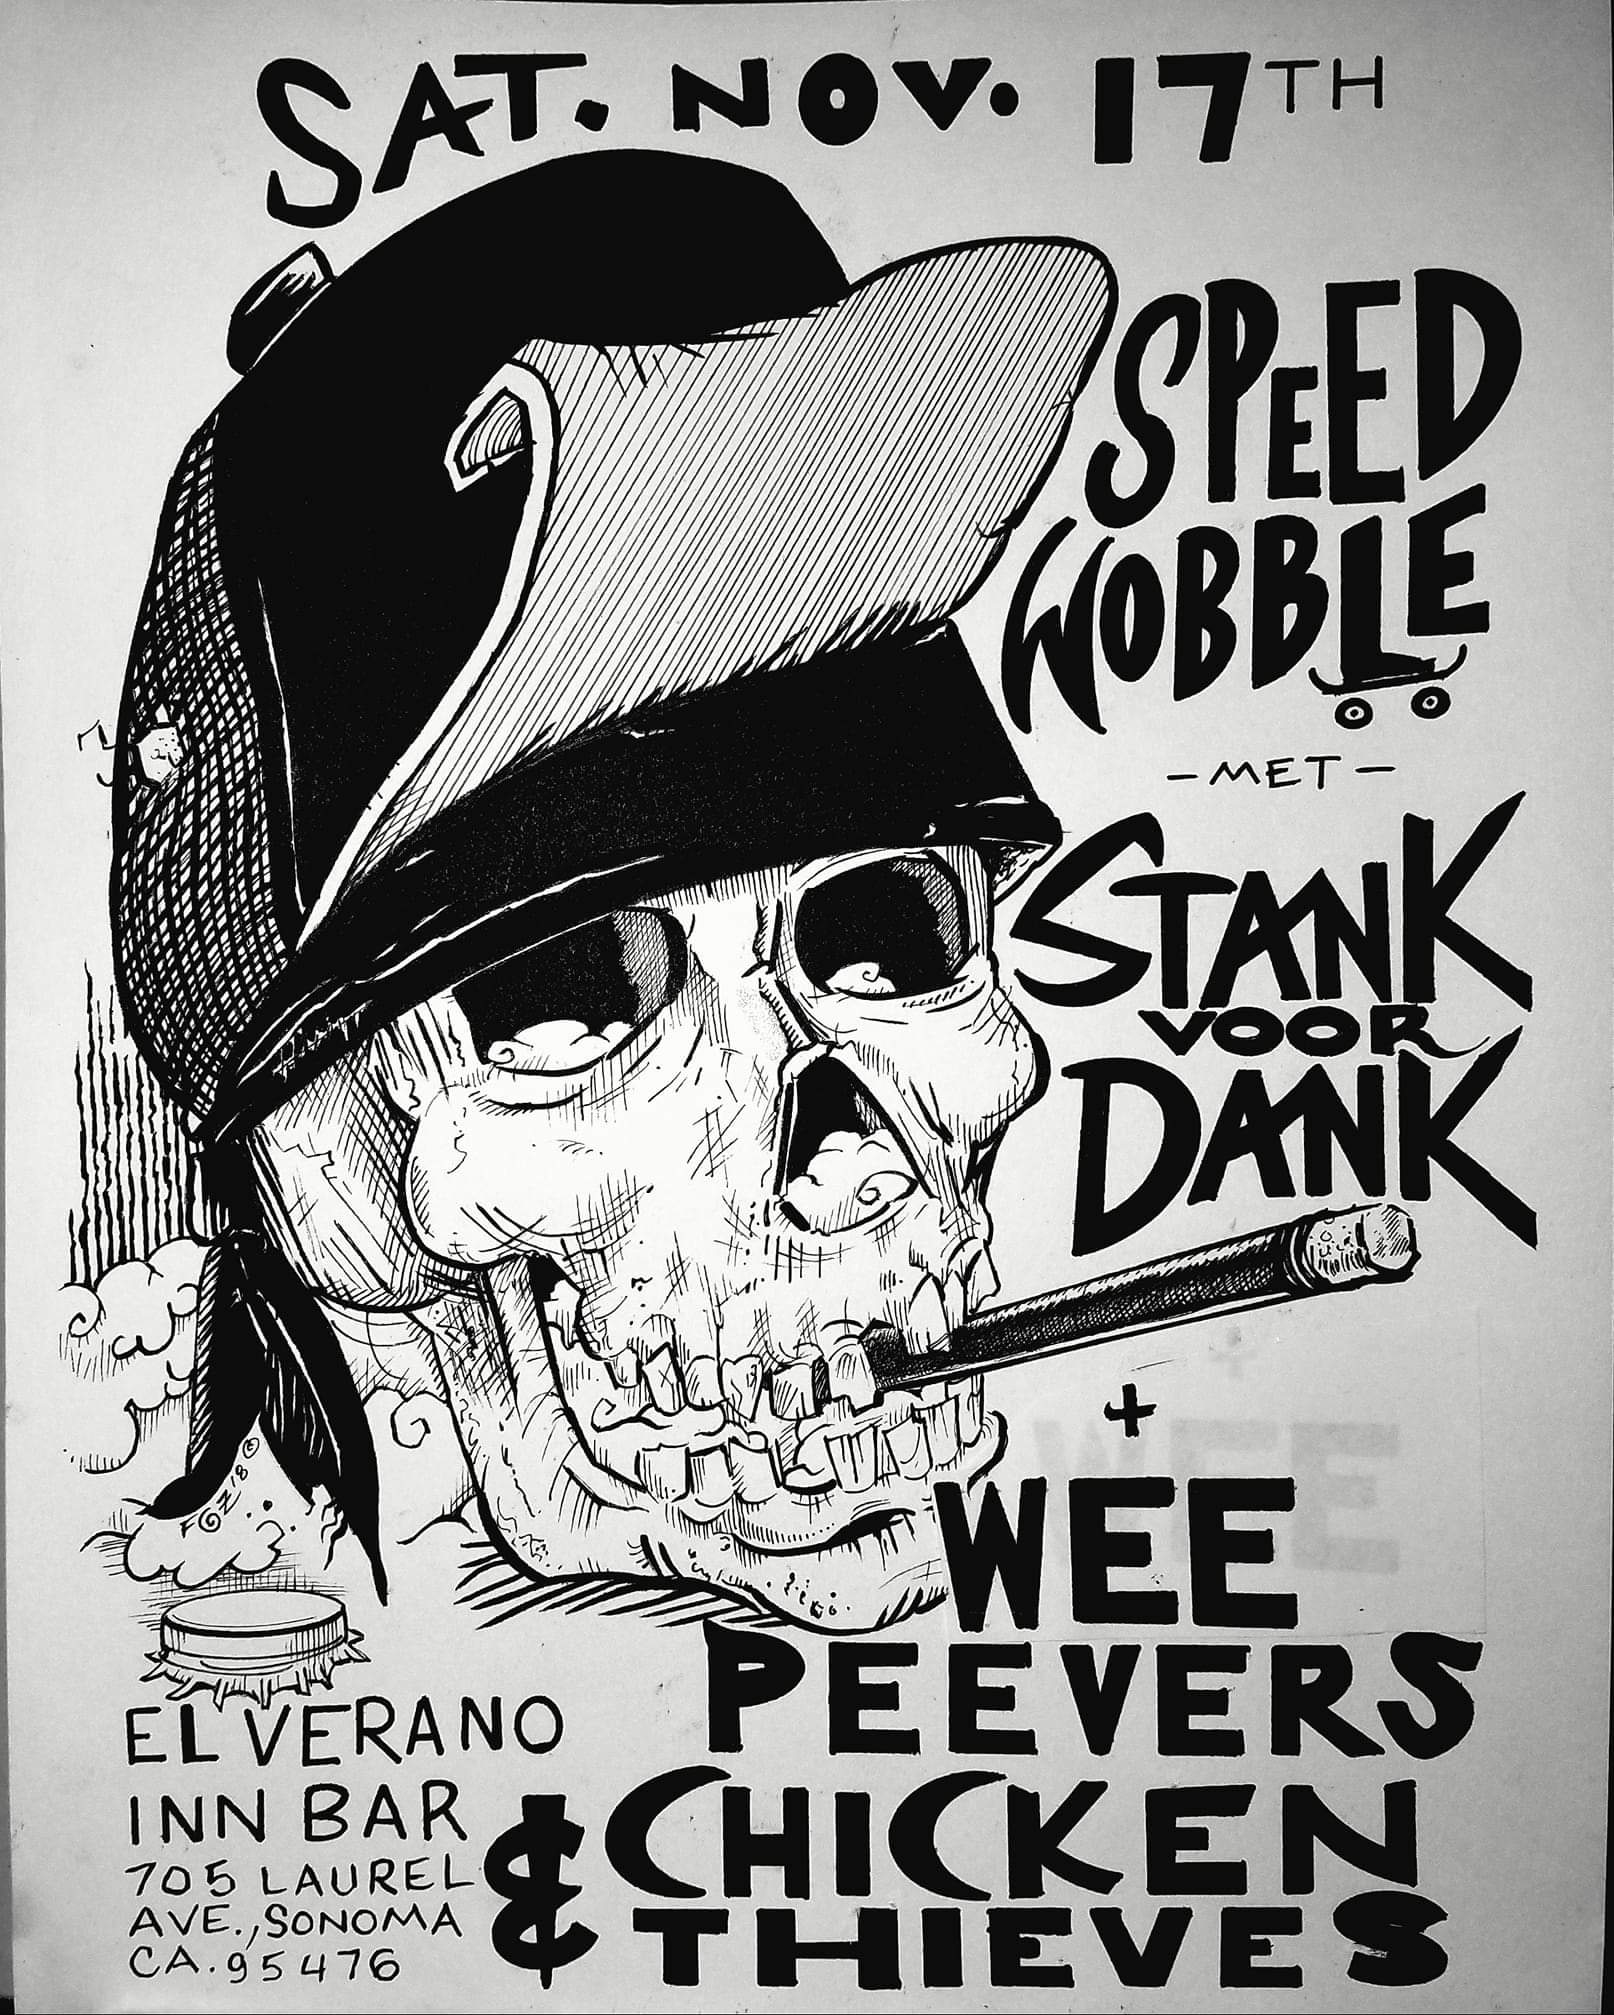 SAT. NOV. 17TH
SPEED
WOBBLE
-MET-
STANK
VOOR
DANK
+
WEE
PEEVERS
& CHICKEN
THIEVES
EL VERANO
INN BAR
705 LAUREL
AVE., SONOMA
CA. 95476